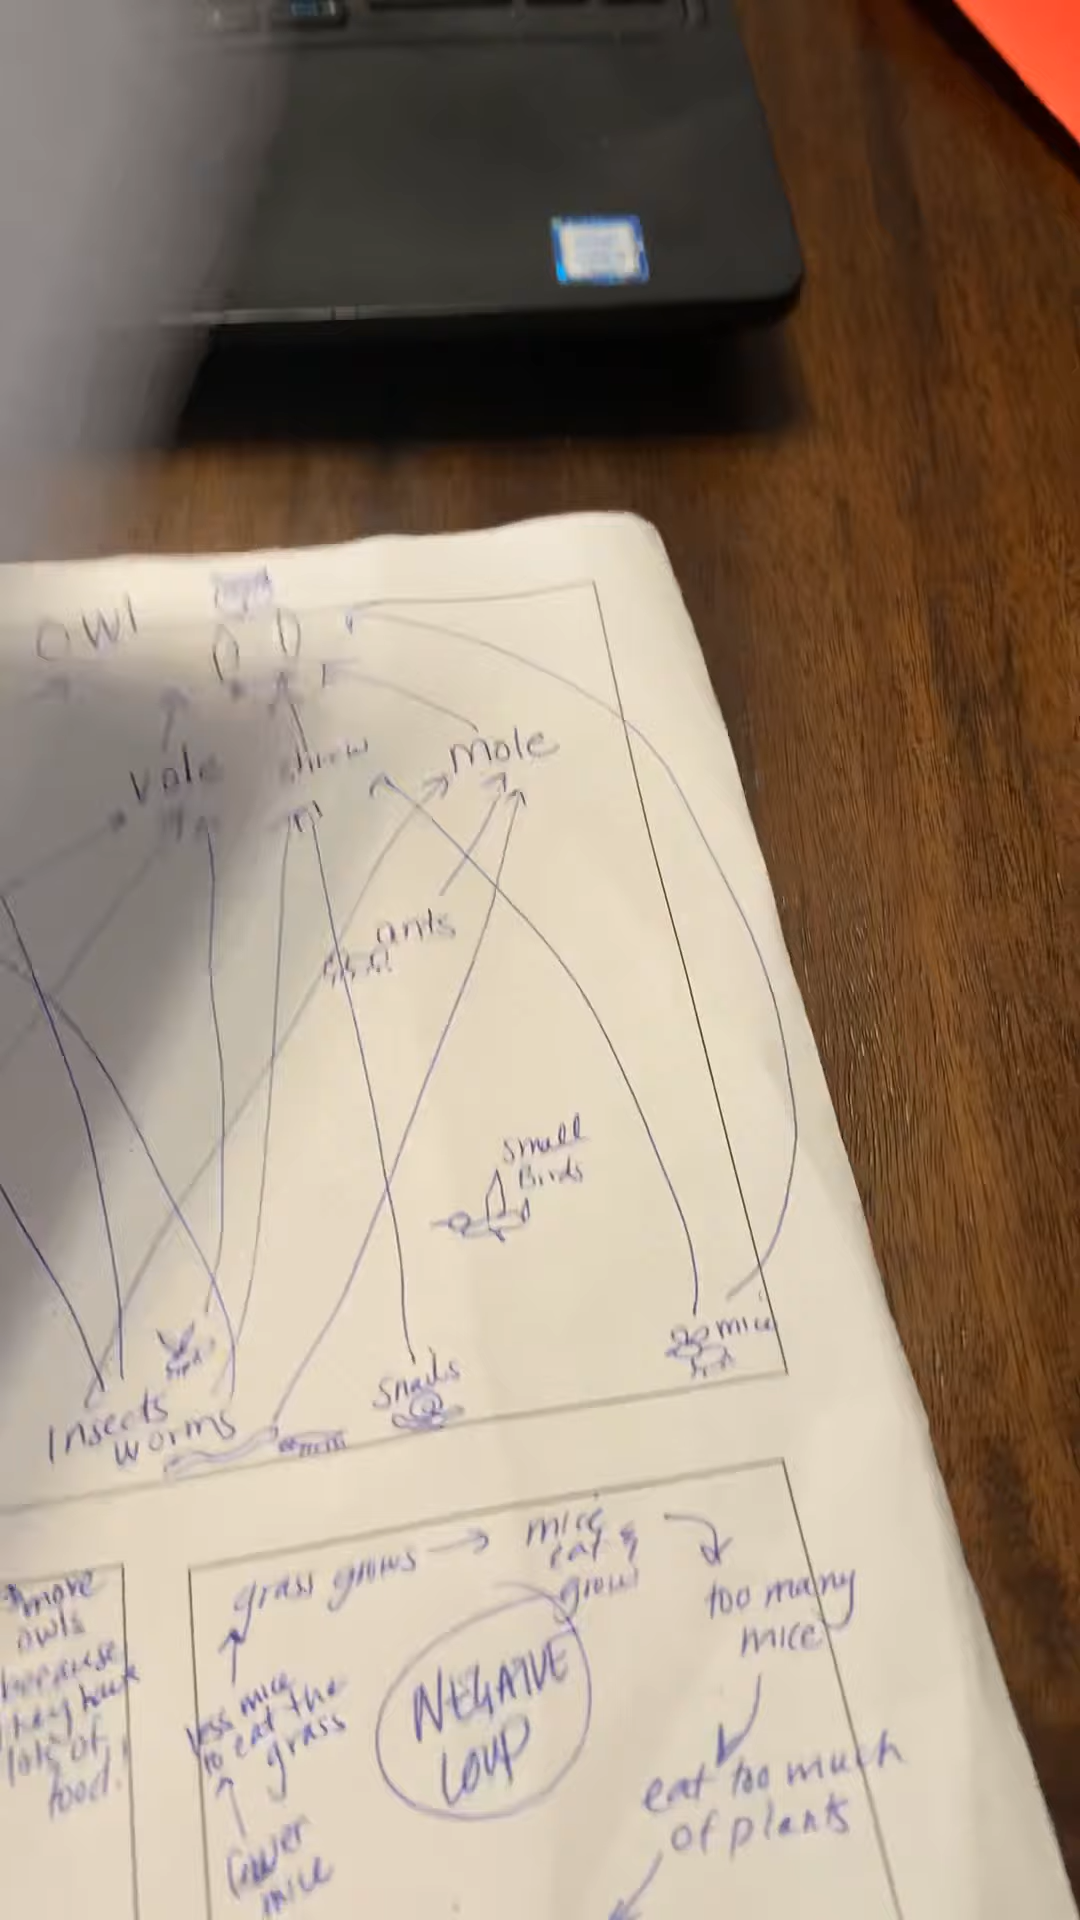 OWl
Vole
shrew
Mole
ants
small
Birds
mice
Snails
Insects
worms
more
owls
because
they have
lots of
food!
grass grows
mice
eat &
grow
too many
mice
eat too much
of plants
less mice
to eat the
grass
fewer
mice
NEGATIVE
LOUP